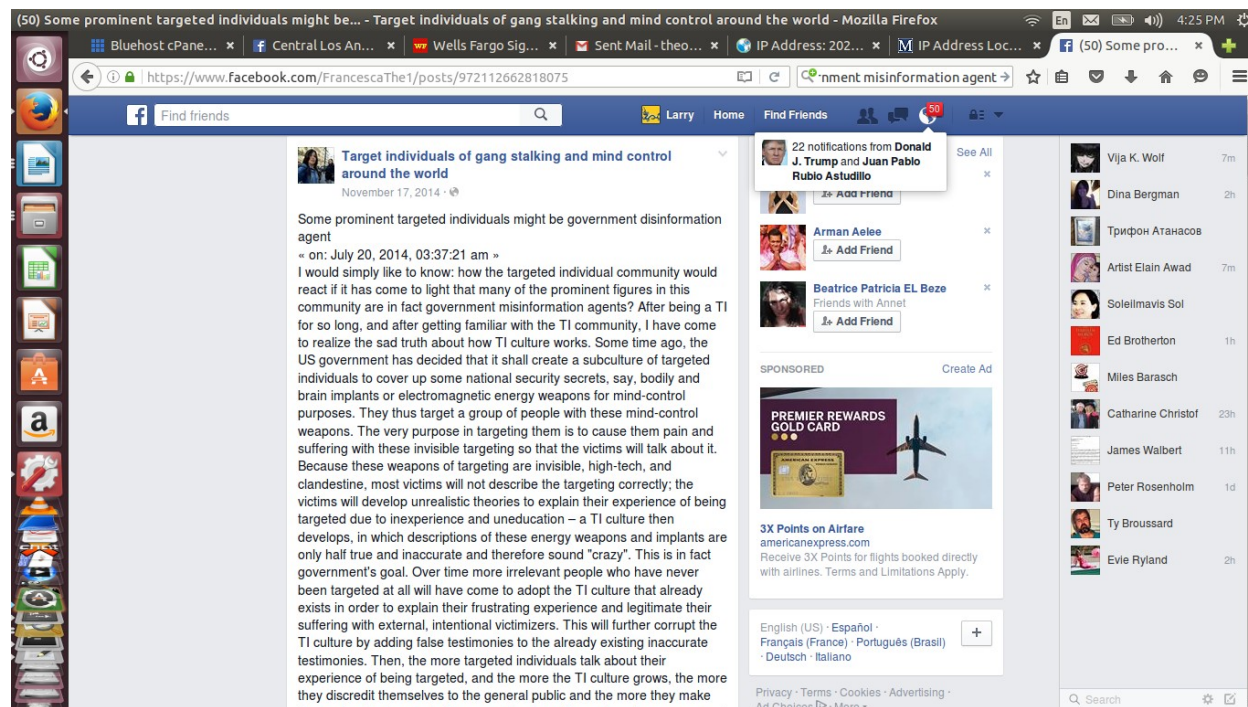 (50) Some prominent targeted individuals might be... - Target individuals of gang stalking and mind control around the world - Mozilla Firefox
En
4:25 PM
Bluehost cPane... ×
Central Los An... ×
Wells Fargo Sig... ×
Sent Mail - theo... ×
IP Address: 202... ×
IP Address Loc... ×
(50) Some pro... ×
https://www.facebook.com/FrancescaThe1/posts/972112662818075
nment misinformation agent
Find friends
Larry
Home
Find Friends
50
22 notifications from Donald
J. Trump and Juan Pablo
Rubio Astudillo
See All
Target individuals of gang stalking and mind control
around the world
November 17, 2014 ·
Some prominent targeted individuals might be government disinformation
agent
« on: July 20, 2014, 03:37:21 am »
I would simply like to know: how the targeted individual community would
react if it has come to light that many of the prominent figures in this
community are in fact government misinformation agents? After being a TI
for so long, and after getting familiar with the TI community, I have come
to realize the sad truth about how TI culture works. Some time ago, the
US government has decided that it shall create a subculture of targeted
individuals to cover up some national security secrets, say, bodily and
brain implants or electromagnetic energy weapons for mind-control
purposes. They thus target a group of people with these mind-control
weapons. The very purpose in targeting them is to cause them pain and
suffering with these invisible targeting so that the victims will talk about it.
Because these weapons of targeting are invisible, high-tech, and
clandestine, most victims will not describe the targeting correctly; the
victims will develop unrealistic theories to explain their experience of being
targeted due to inexperience and uneducation – a TI culture then
develops, in which descriptions of these energy weapons and implants are
only half true and inaccurate and therefore sound "crazy". This is in fact
government's goal. Over time more irrelevant people who have never
been targeted at all will have come to adopt the TI culture that already
exists in order to explain their frustrating experience and legitimate their
suffering with external, intentional victimizers. This will further corrupt the
TI culture by adding false testimonies to the already existing inaccurate
testimonies. Then, the more targeted individuals talk about their
experience of being targeted, and the more the TI culture grows, the more
they discredit themselves to the general public and the more they make
Add Friend
Arman Aelee
Add Friend
Beatrice Patricia EL Beze
Friends with Annet
Add Friend
SPONSORED
Create Ad
PREMIER REWARDS
GOLD CARD
AMERICAN EXPRESS
3X Points on Airfare
americanexpress.com
Receive 3X Points for flights booked directly
with airlines. Terms and Limitations Apply.
English (US) · Español ·
Français (France) · Português (Brasil)
· Deutsch · Italiano
Privacy · Terms · Cookies · Advertising ·
Ad Choices · More
Vija K. Wolf 7m
Dina Bergman 2h
Трифон Атанасов
Artist Elain Awad 7m
Soleilmavis Sol
Ed Brotherton 1h
Miles Barasch
Catharine Christof 23h
James Walbert 11h
Peter Rosenholm 1d
Ty Broussard
Evie Ryland 2h
Search